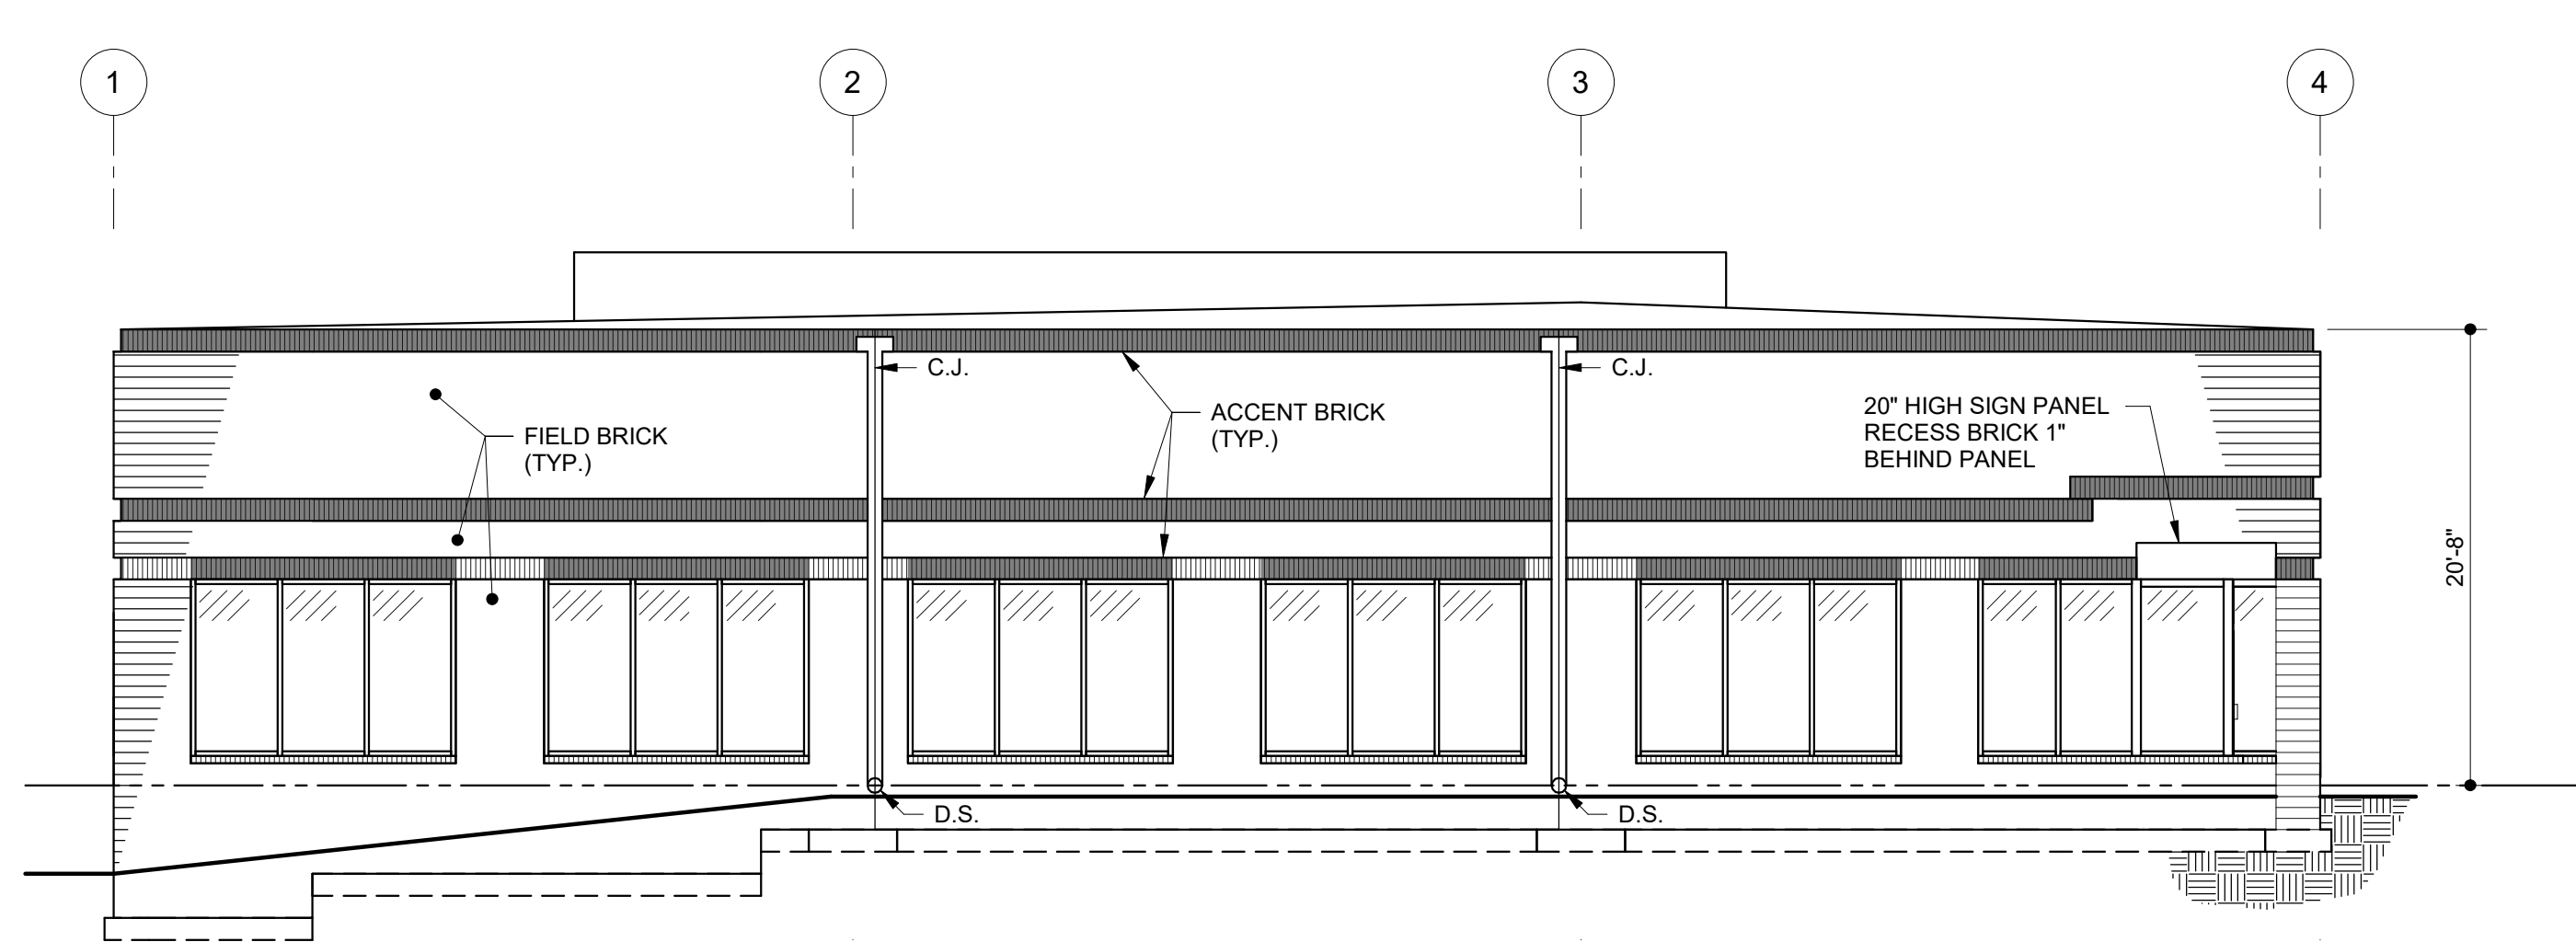 1
2
3
4
C.J.
C.J.
FIELD BRICK
(TYP.)
ACCENT BRICK
(TYP.)
20" HIGH SIGN PANEL
RECESS BRICK 1"
BEHIND PANEL
20'-8"
D.S.
D.S.